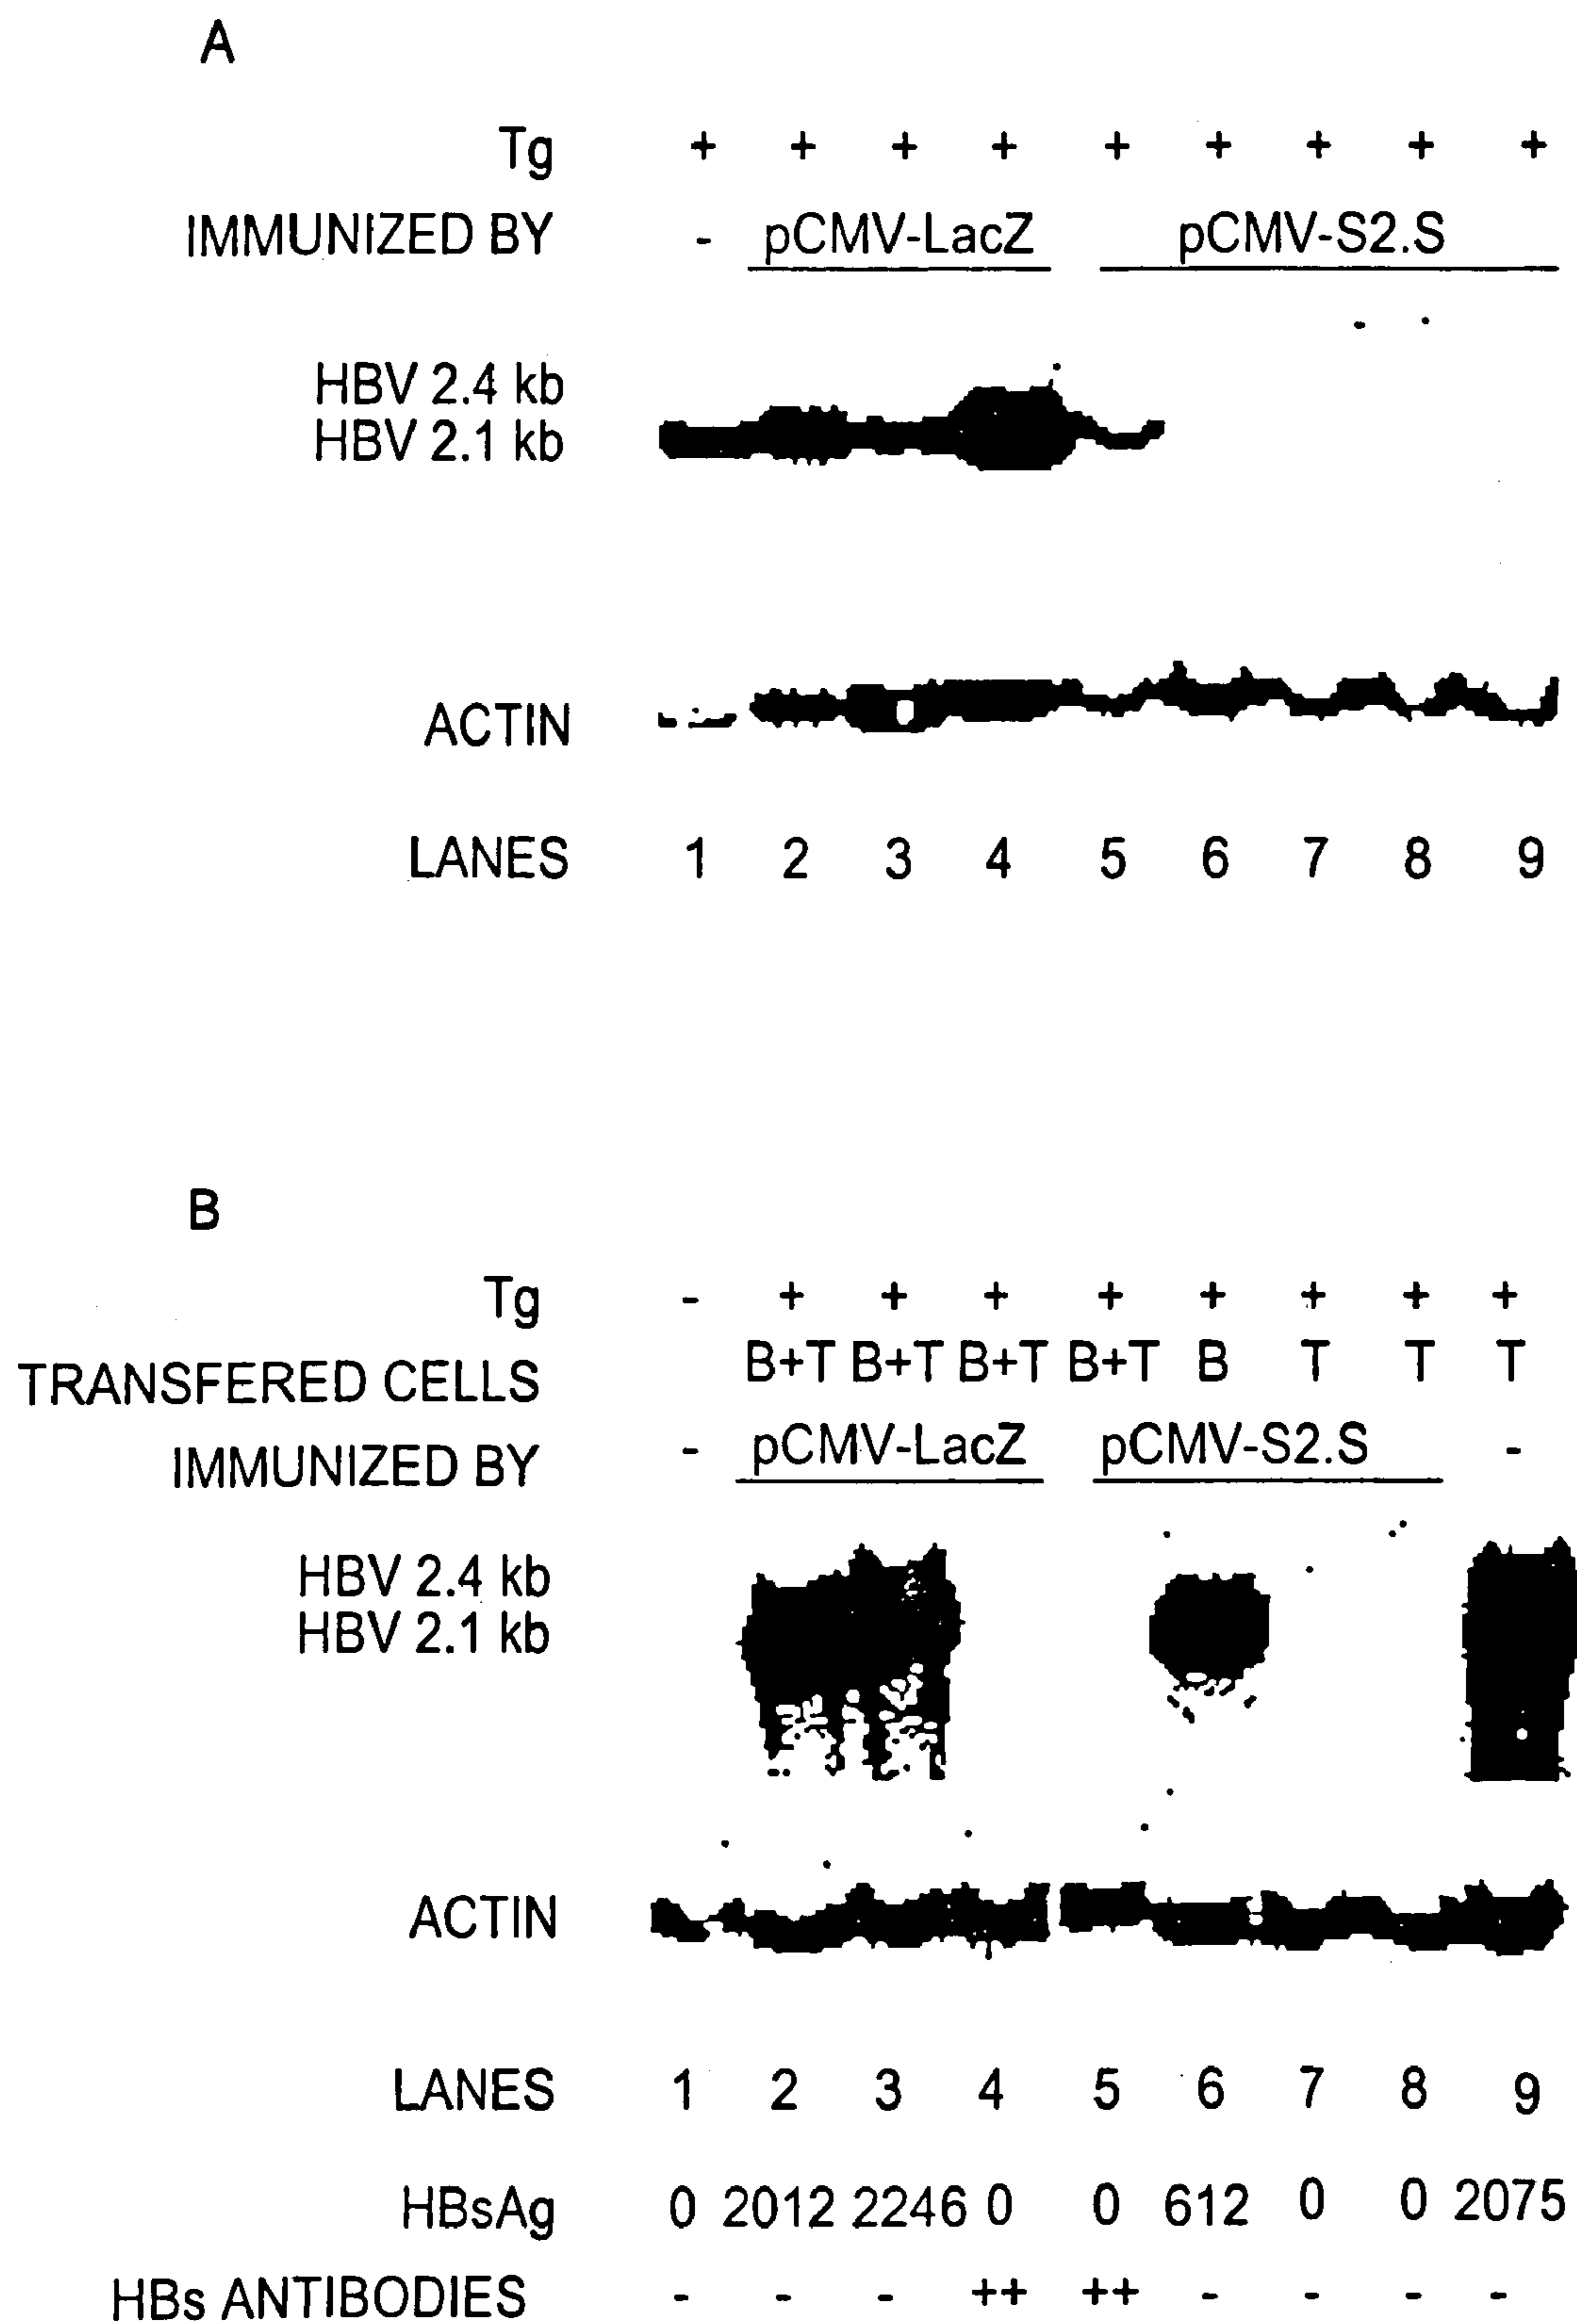 A
Tg + + + + + + + + +
IMMUNIZED BY - pCMV-LacZ pCMV-S2.S
HBV 2.4 kb
HBV 2.1 kb
ACTIN
LANES 1 2 3 4 5 6 7 8 9
B
Tg - + + + + + + + +
TRANSFERED CELLS B+T B+T B+T B+T B T T T
IMMUNIZED BY - pCMV-LacZ pCMV-S2.S -
HBV 2.4 kb
HBV 2.1 kb
ACTIN
LANES 1 2 3 4 5 6 7 8 9
HBsAg 0 2012 2246 0 0 612 0 0 2075
HBs ANTIBODIES - - - ++ ++ - - - -